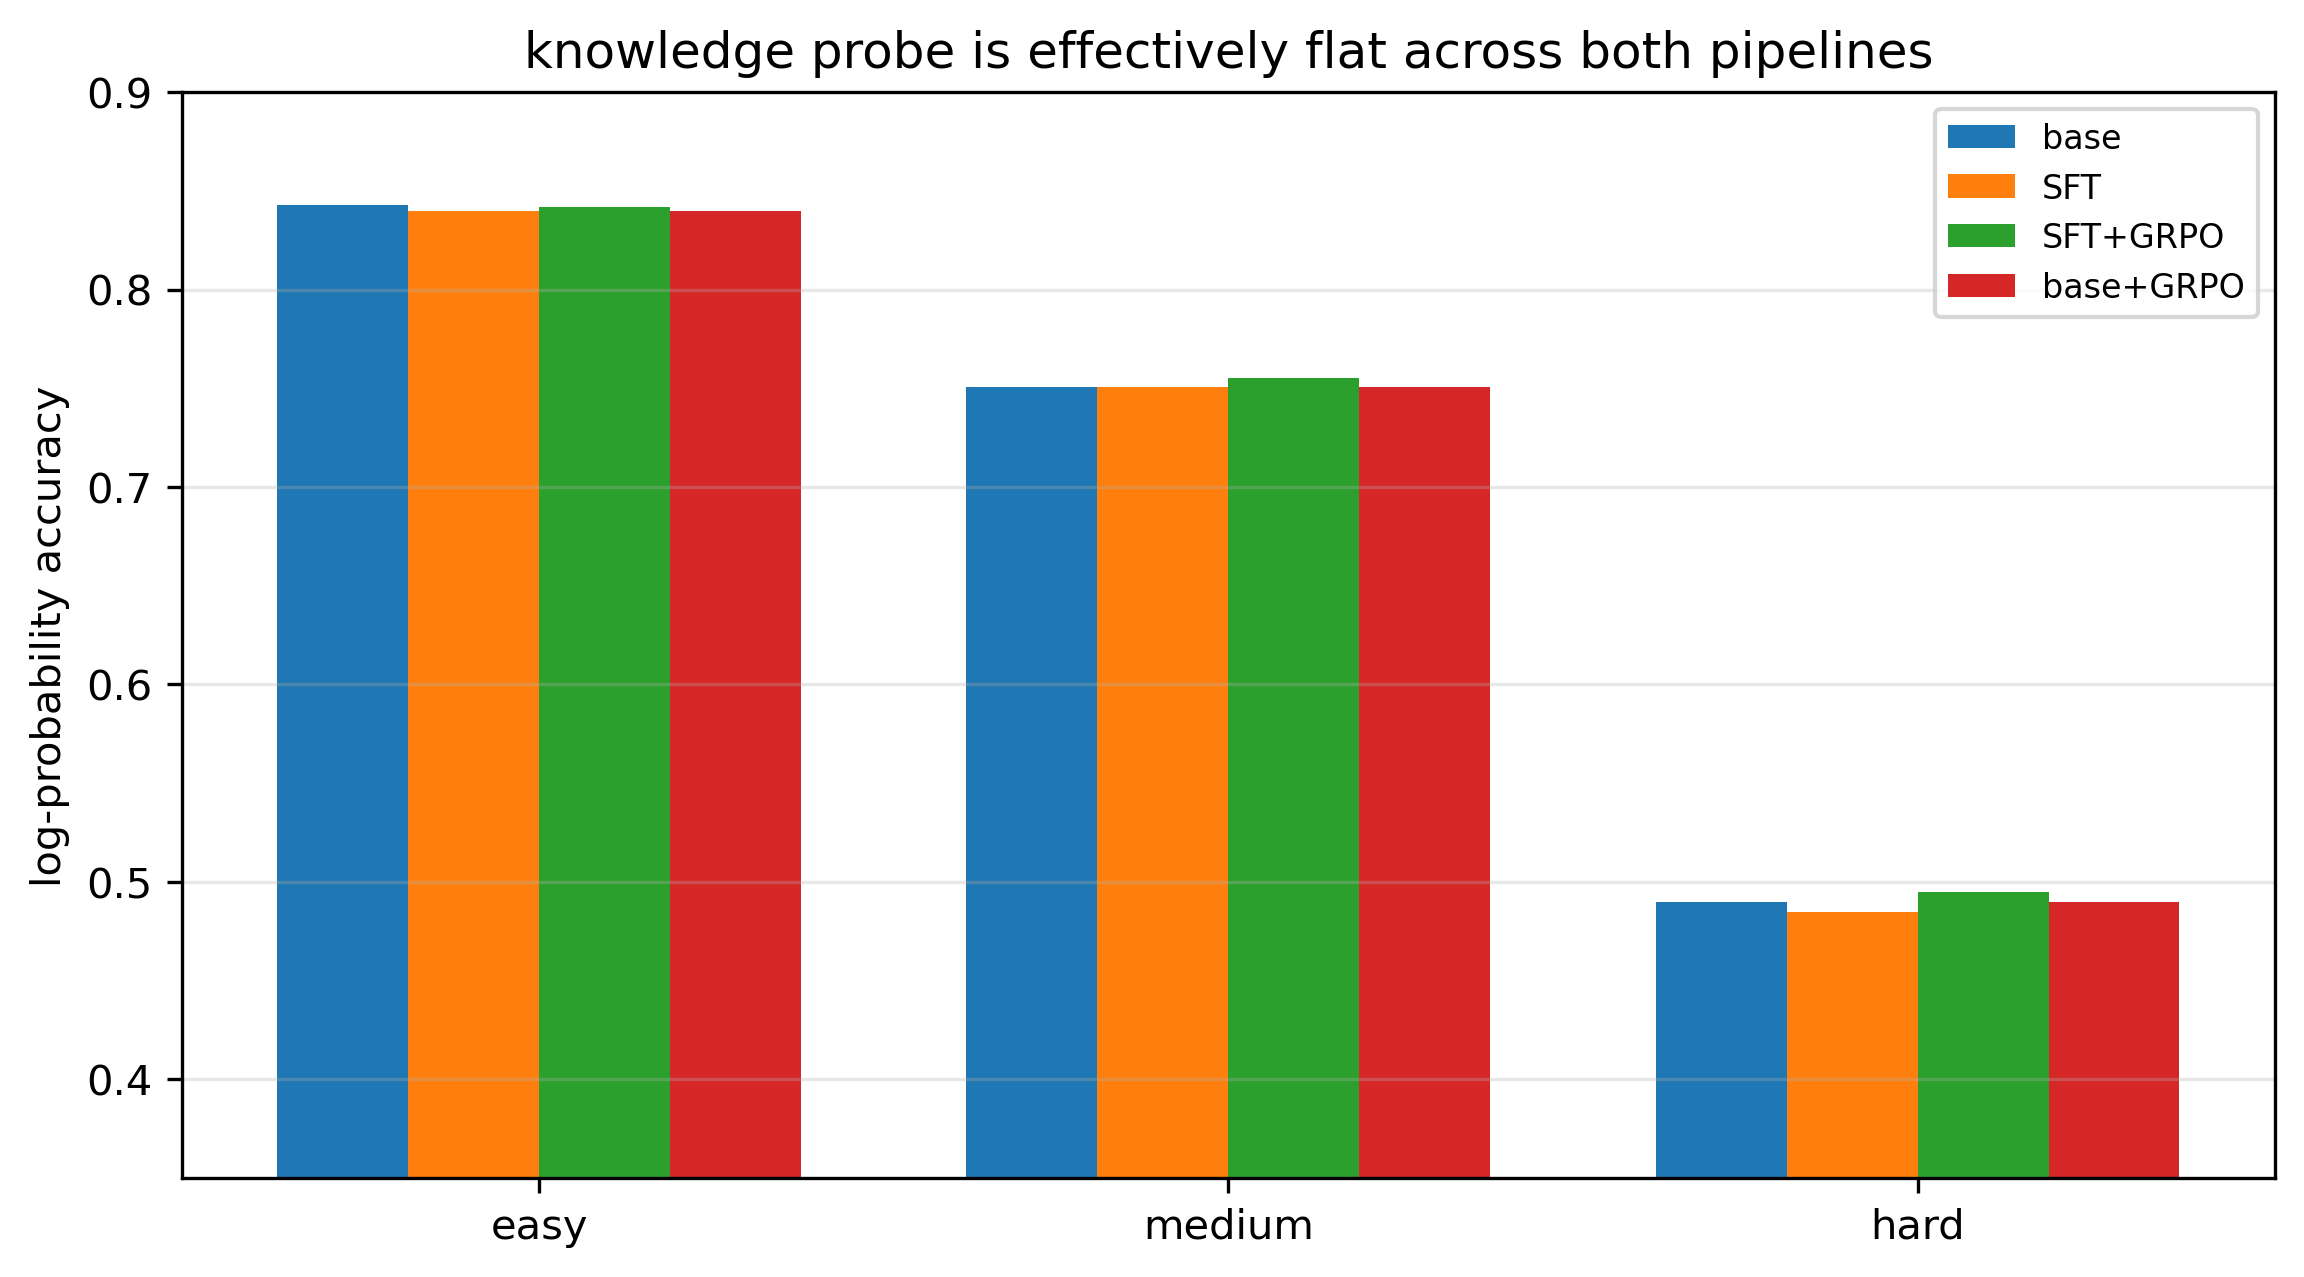 knowledge probe is effectively flat across both pipelines
log-probability accuracy
0.9
0.8
0.7
0.6
0.5
0.4
base
SFT
SFT+GRPO
base+GRPO
easy
medium
hard